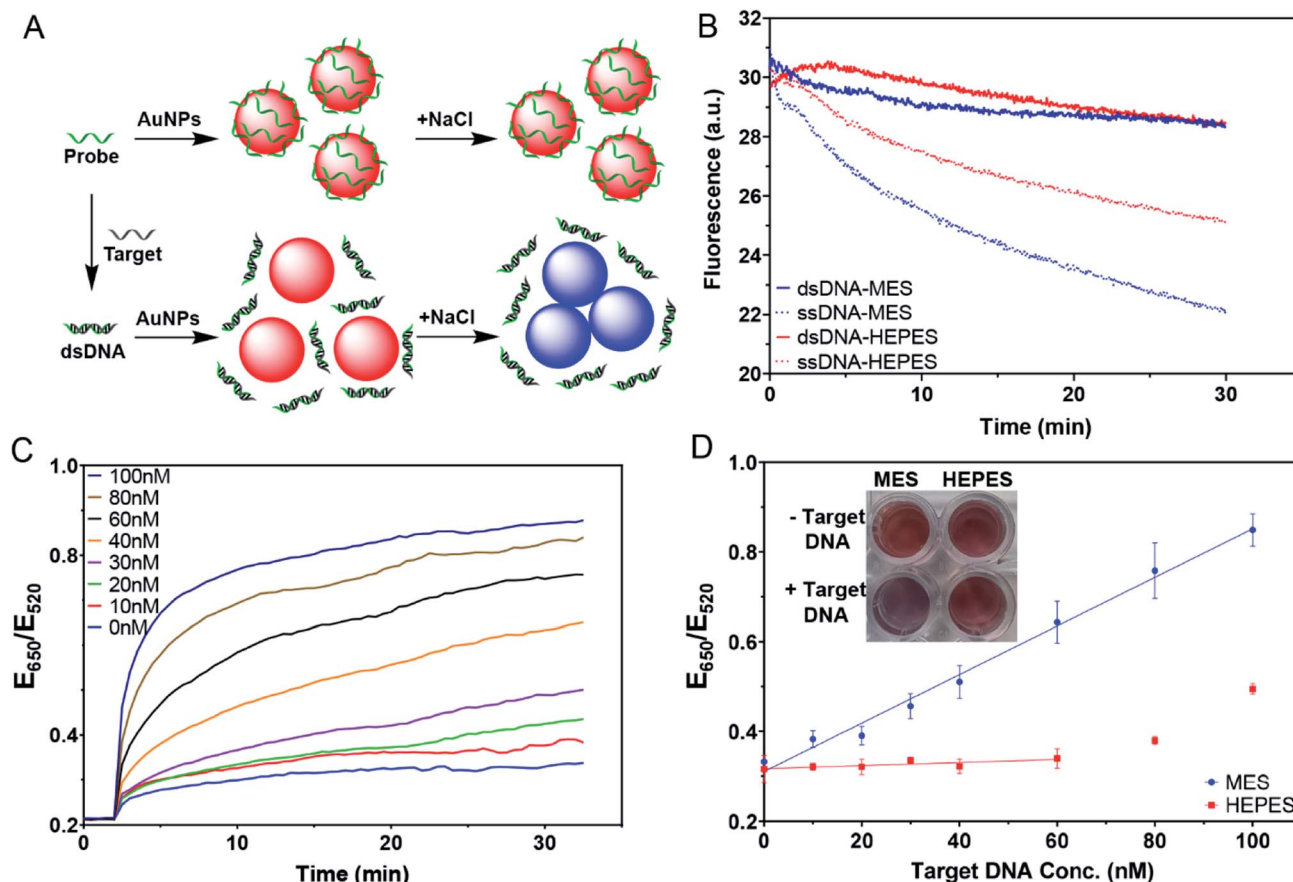 A
AuNPs
+NaCl
Probe
Target
AuNPs
+NaCl
dsDNA
B
Fluorescence (a.u.)
32
30
28
26
24
22
20
dsDNA-MES
ssDNA-MES
dsDNA-HEPES
ssDNA-HEPES
0
10
20
30
Time (min)
C
E650/E520
1.0
0.8
0.4
0.2
100nM
80nM
60nM
40nM
30nM
20nM
10nM
0nM
0
10
20
30
Time (min)
D
E650/E520
1.0
0.8
0.6
0.4
0.2
MES HEPES
- Target
DNA
+ Target
DNA
MES
HEPES
0
20
40
60
80
100
Target DNA Conc. (nM)